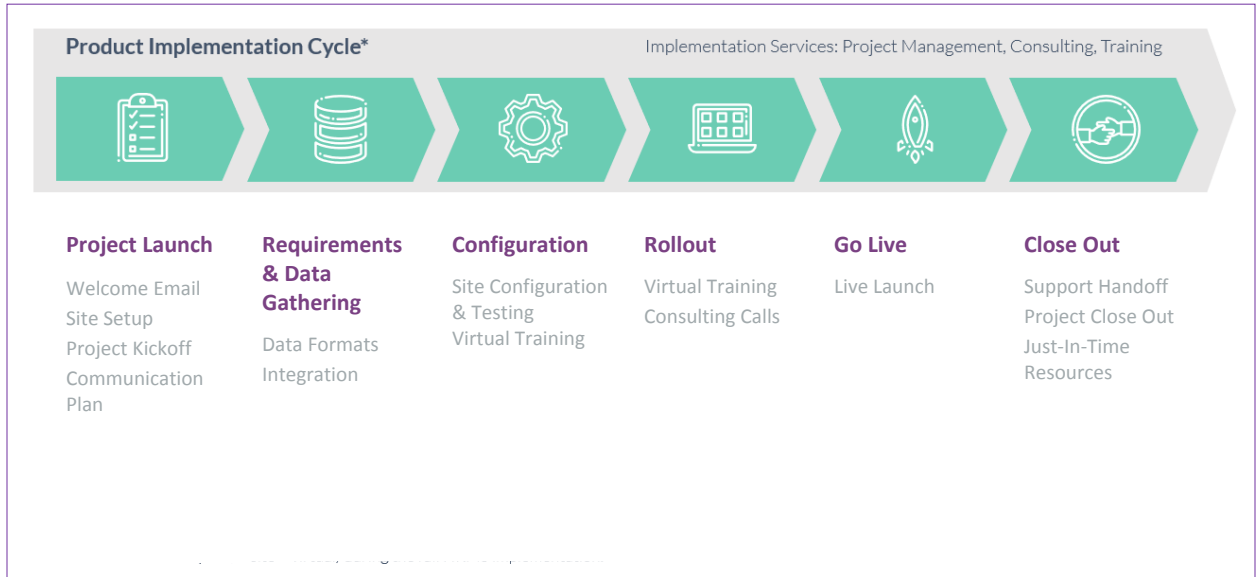 Product Implementation Cycle*
Implementation Services: Project Management, Consulting, Training
Project Launch
Welcome Email
Site Setup
Project Kickoff
Communication
Plan
Requirements
& Data
Gathering
Data Formats
Integration
Configuration
Site Configuration
& Testing
Virtual Training
Rollout
Virtual Training
Consulting Calls
Go Live
Live Launch
Close Out
Support Handoff
Project Close Out
Just-In-Time
Resources